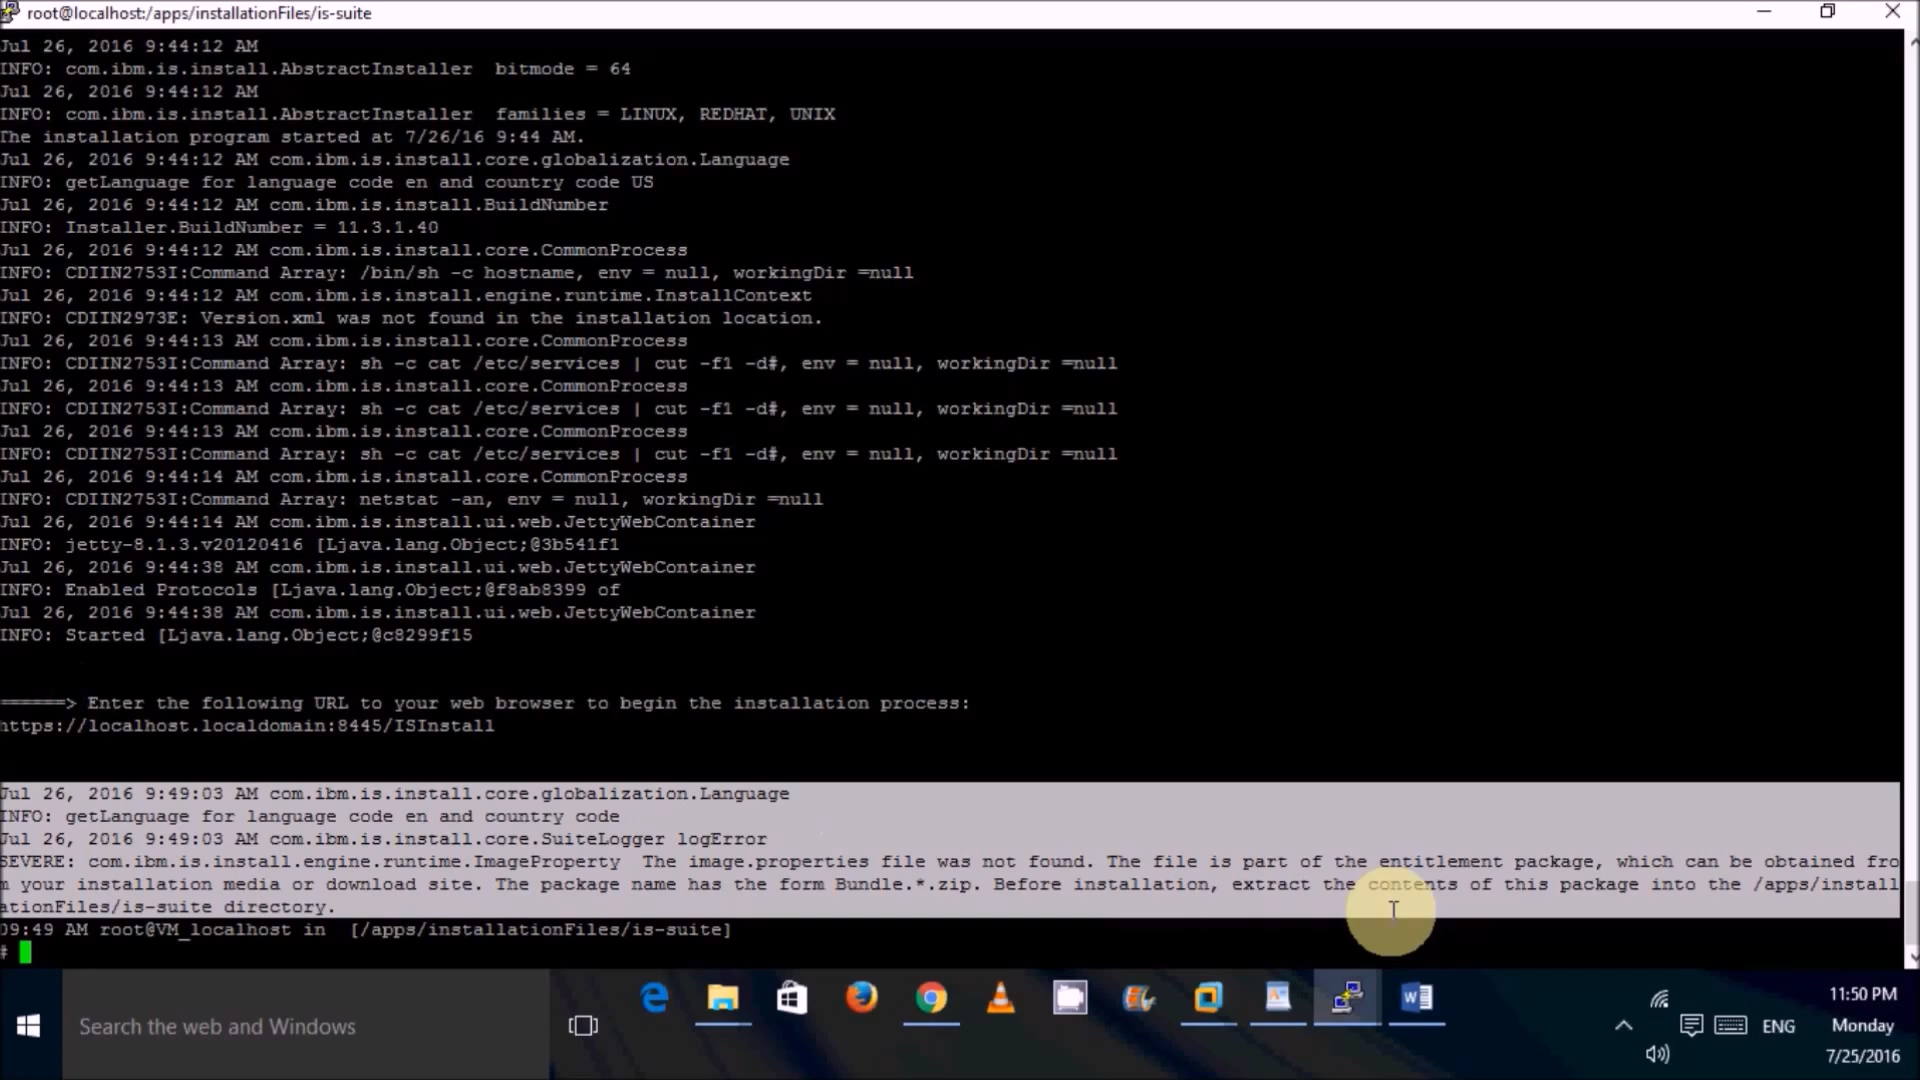 root@localhost:/apps/installationFiles/is-suite
Jul 26, 2016 9:44:12 AM
INFO: com.ibm.is.install.AbstractInstaller  bitmode = 64
Jul 26, 2016 9:44:12 AM
INFO: com.ibm.is.install.AbstractInstaller  families = LINUX, REDHAT, UNIX
The installation program started at 7/26/16 9:44 AM.
Jul 26, 2016 9:44:12 AM com.ibm.is.install.core.globalization.Language
INFO: getLanguage for language code en and country code US
Jul 26, 2016 9:44:12 AM com.ibm.is.install.BuildNumber
INFO: Installer.BuildNumber = 11.3.1.40
Jul 26, 2016 9:44:12 AM com.ibm.is.install.core.CommonProcess
INFO: CDIIN2753I:Command Array: /bin/sh -c hostname, env = null, workingDir =null
Jul 26, 2016 9:44:12 AM com.ibm.is.install.engine.runtime.InstallContext
INFO: CDIIN2973E: Version.xml was not found in the installation location.
Jul 26, 2016 9:44:13 AM com.ibm.is.install.core.CommonProcess
INFO: CDIIN2753I:Command Array: sh -c cat /etc/services | cut -f1 -d#, env = null, workingDir =null
Jul 26, 2016 9:44:13 AM com.ibm.is.install.core.CommonProcess
INFO: CDIIN2753I:Command Array: sh -c cat /etc/services | cut -f1 -d#, env = null, workingDir =null
Jul 26, 2016 9:44:13 AM com.ibm.is.install.core.CommonProcess
INFO: CDIIN2753I:Command Array: sh -c cat /etc/services | cut -f1 -d#, env = null, workingDir =null
Jul 26, 2016 9:44:14 AM com.ibm.is.install.core.CommonProcess
INFO: CDIIN2753I:Command Array: netstat -an, env = null, workingDir =null
Jul 26, 2016 9:44:14 AM com.ibm.is.install.ui.web.JettyWebContainer
INFO: jetty-8.1.3.v20120416 [Ljava.lang.Object;@3b541f1
Jul 26, 2016 9:44:38 AM com.ibm.is.install.ui.web.JettyWebContainer
INFO: Enabled Protocols [Ljava.lang.Object;@f8ab8399 of
Jul 26, 2016 9:44:38 AM com.ibm.is.install.ui.web.JettyWebContainer
INFO: Started [Ljava.lang.Object;@c8299f15
======> Enter the following URL to your web browser to begin the installation process:
https://localhost.localdomain:8445/ISInstall
Jul 26, 2016 9:49:03 AM com.ibm.is.install.core.globalization.Language
INFO: getLanguage for language code en and country code
Jul 26, 2016 9:49:03 AM com.ibm.is.install.core.SuiteLogger logError
SEVERE: com.ibm.is.install.engine.runtime.ImageProperty  The image.properties file was not found. The file is part of the entitlement package, which can be obtained fro
m your installation media or download site. The package name has the form Bundle.*.zip. Before installation, extract the contents of this package into the /apps/install
ationFiles/is-suite directory.
09:49 AM root@VM_localhost in  [/apps/installationFiles/is-suite]
#
Search the web and Windows
ENG
11:50 PM
Monday
7/25/2016